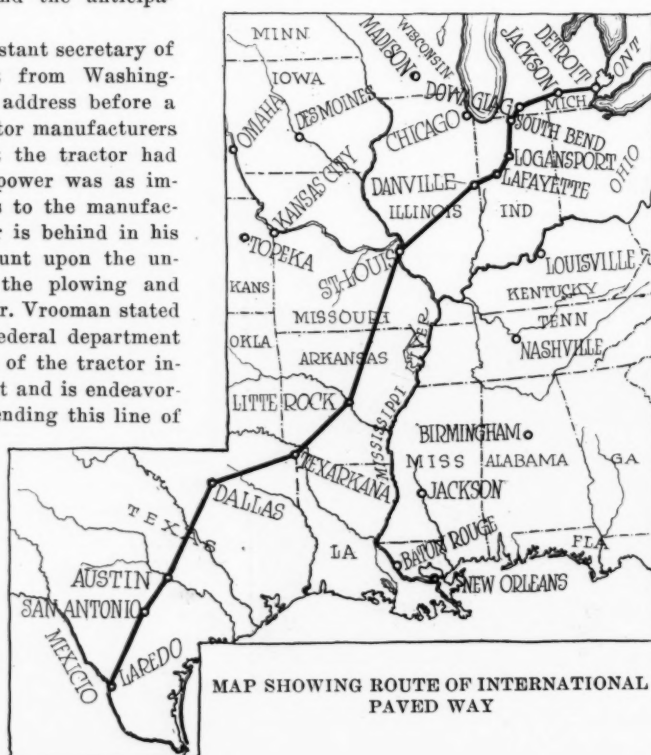 and the anticipa-
stant secretary of
from Washing-
address before a
tor manufacturers
the tractor had
power was as im-
s to the manufac-
r is behind in his
unt upon the un-
the plowing and
r. Vrooman stated
ederal department
of the tractor in-
t and is endeavor-
ending this line of
MINN
WISCONSIN
MADISON
JACKSON
DETROIT
ONT
IOWA
DOWAGIAC
MICH
OMAHA
DES MOINES
CHICAGO
SOUTH BEND
LOGANSPORT
OHIO
LAFAYETTE
DANVILLE
KANSAS CITY
ILLINOIS
IND
TOPEKA
ST. LOUIS
LOUISVILLE
KANS
KENTUCKY
MISSOURI
TENN
OKLA
NASHVILLE
ARKANSAS
RIVER
MISSISSIPPI
LITTE ROCK
BIRMINGHAM
TEXARKANA
MISS
ALABAMA
GA
DALLAS
JACKSON
TEXAS
LA
BATON ROUGE
FLA
AUSTIN
NEW ORLEANS
SAN ANTONIO
MEXICIO
LAREDO
MAP SHOWING ROUTE OF INTERNATIONAL
PAVED WAY